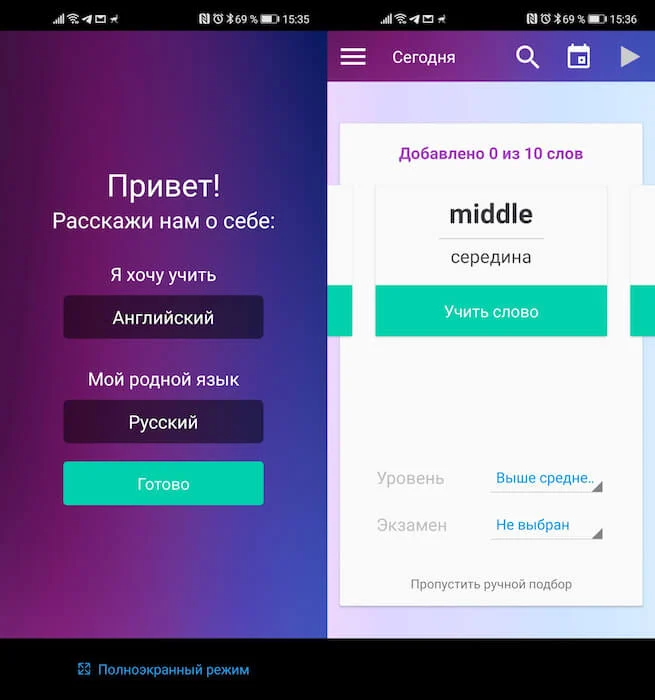 69 % 15:35
Привет!
Расскажи нам о себе:
Я хочу учить
Английский
Мой родной язык
Русский
Готово
Полноэкранный режим
69 % 15:36
Сегодня
Добавлено 0 из 10 слов
middle
середина
Учить слово
Уровень Выше средне..
Экзамен Не выбран
Пропустить ручной подбор